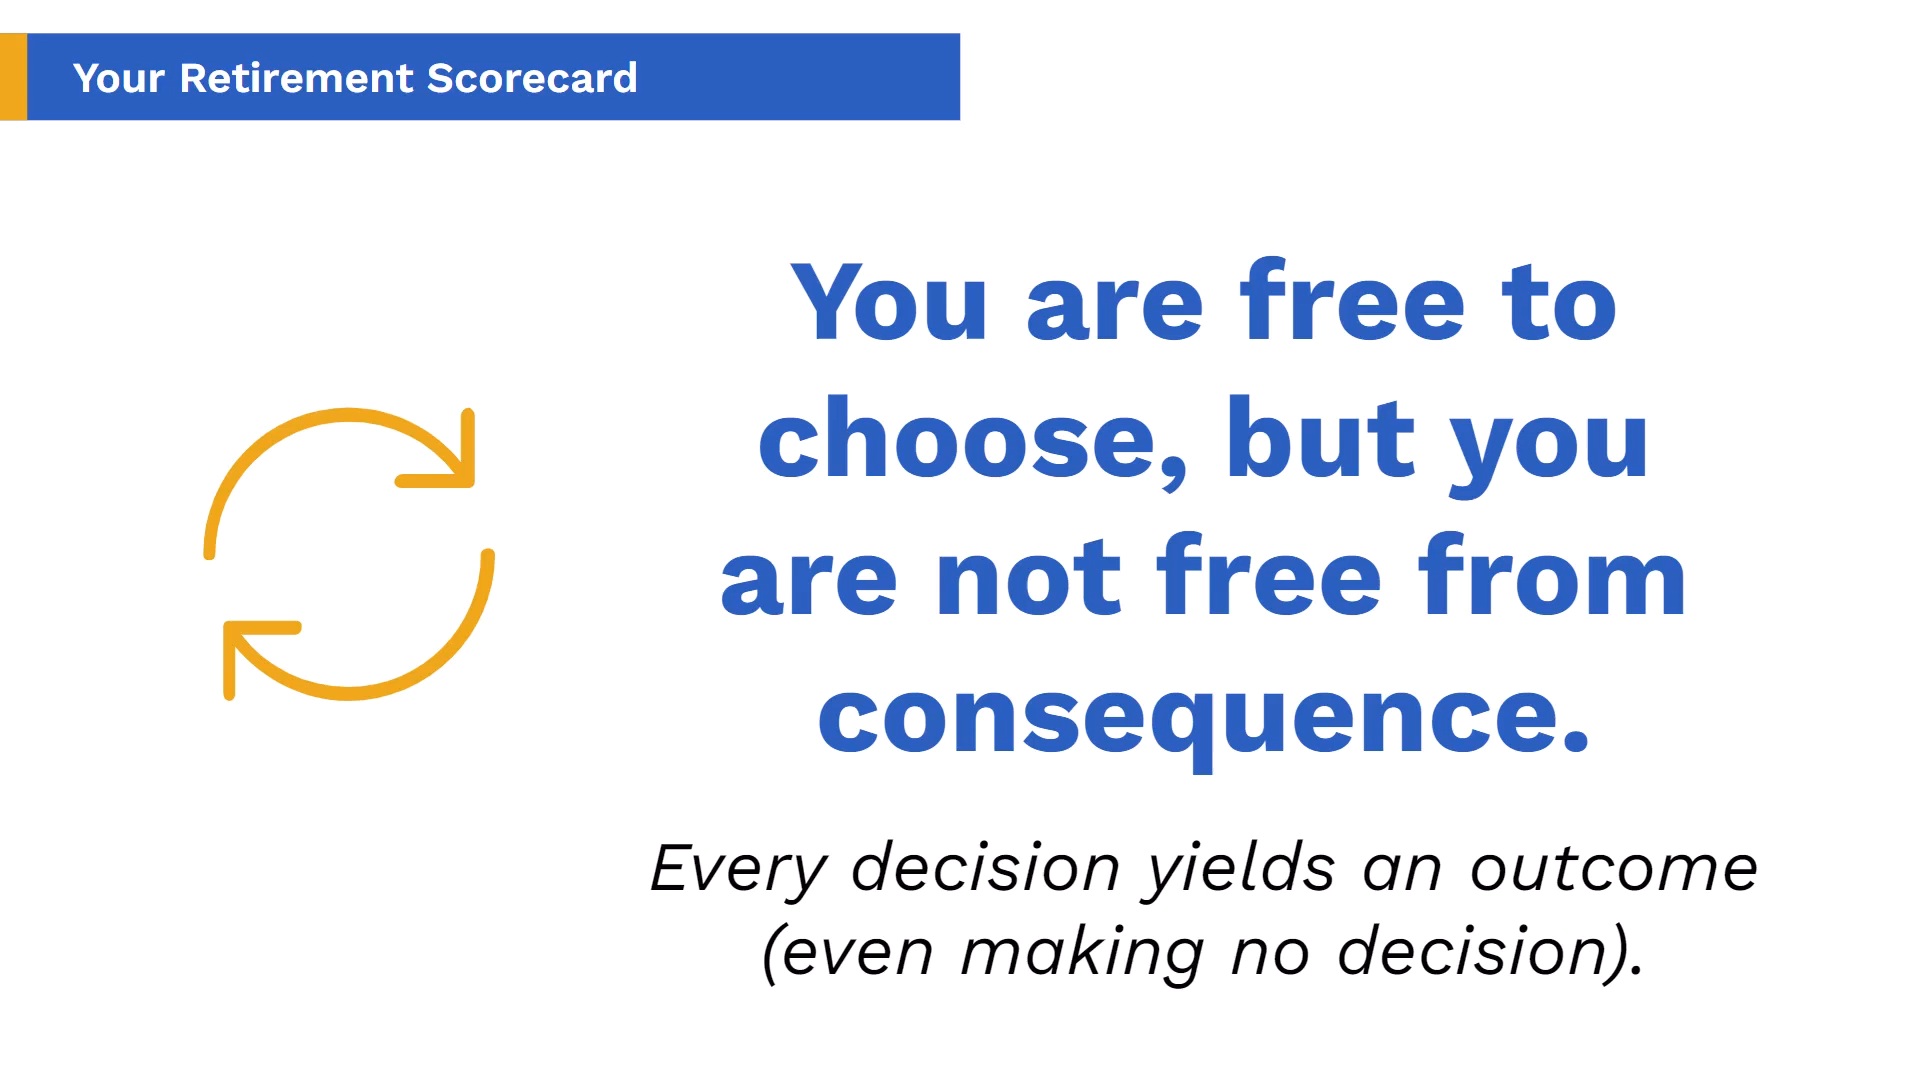 Your Retirement Scorecard
You are free to
choose, but you
are not free from
consequence.
Every decision yields an outcome
(even making no decision).